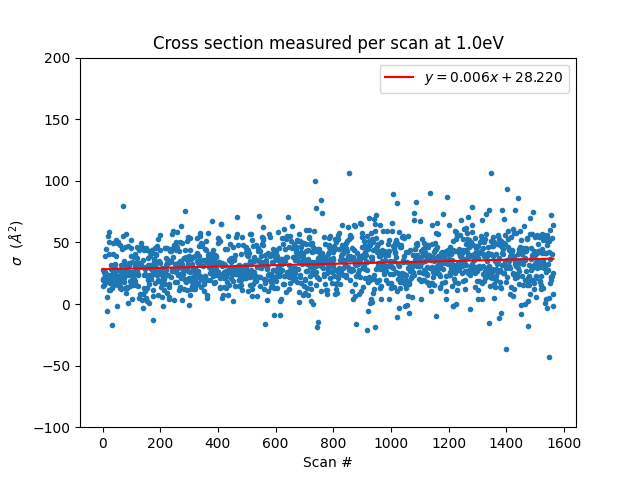 Cross section measured per scan at 1.0eV
y = 0.006x + 28.220
200
150
100
50
0
−50
−100
σ (Å²)
0 200 400 600 800 1000 1200 1400 1600
Scan #